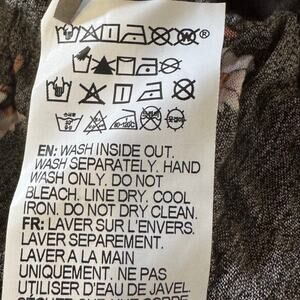 W ®
EN: WASH INSIDE OUT.
WASH SEPARATELY. HAND
WASH ONLY. DO NOT
BLEACH. LINE DRY. COOL
IRON. DO NOT DRY CLEAN.
FR: LAVER SUR L'ENVERS.
LAVER SEPAREMENT.
LAVER A LA MAIN
UNIQUEMENT. NE PAS
UTILISER D'EAU DE JAVEL.